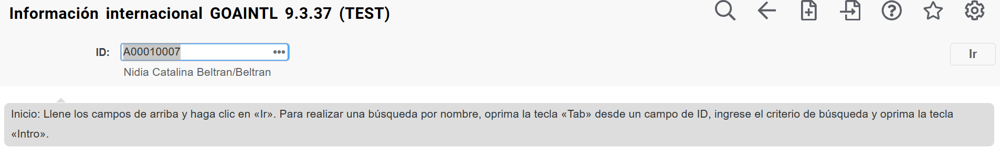 Información internacional GOAINTL 9.3.37 (TEST)
ID: A00010007 •••
Ir
Nidia Catalina Beltran/Beltran
Inicio: Llene los campos de arriba y haga clic en «Ir». Para realizar una búsqueda por nombre, oprima la tecla «Tab» desde un campo de ID, ingrese el criterio de búsqueda y oprima la tecla
«Intro».